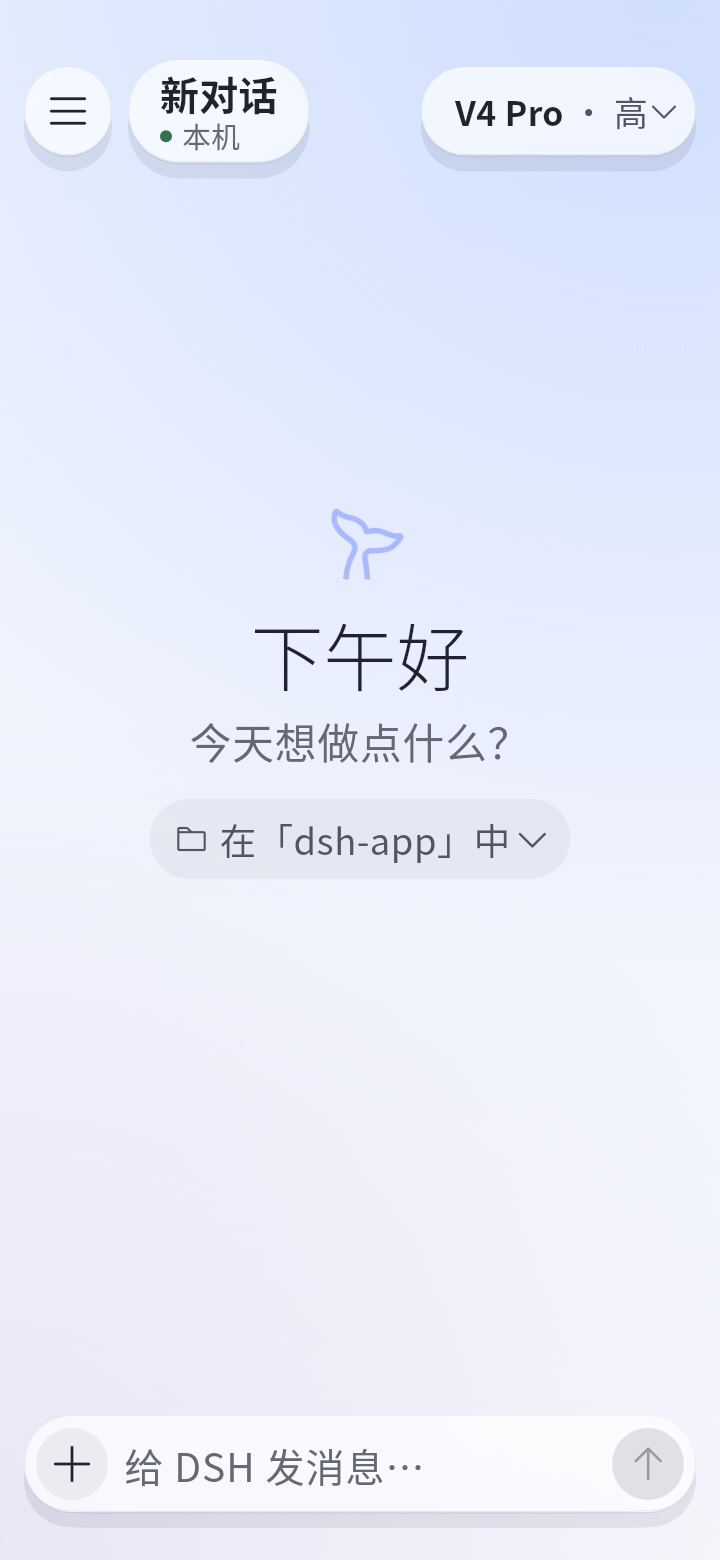 新对话
本机
V4 Pro · 高
下午好
今天想做点什么？
在「dsh-app」中
给 DSH 发消息…